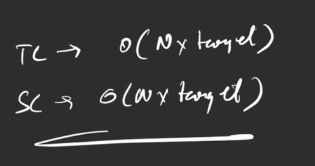 TC → O(N x target)
SC → O(N x target)